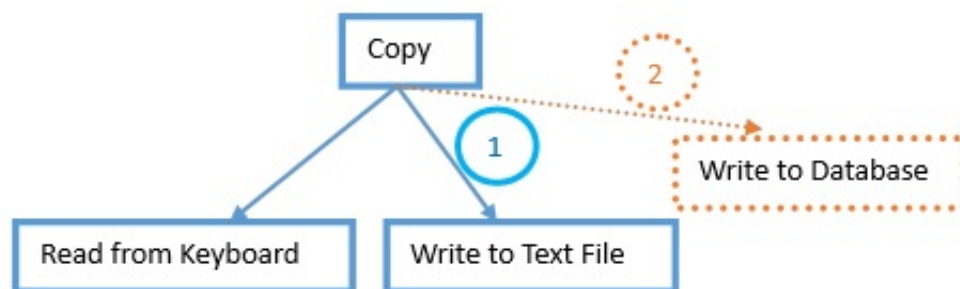 Copy
2
1
Write to Database
Read from Keyboard
Write to Text File